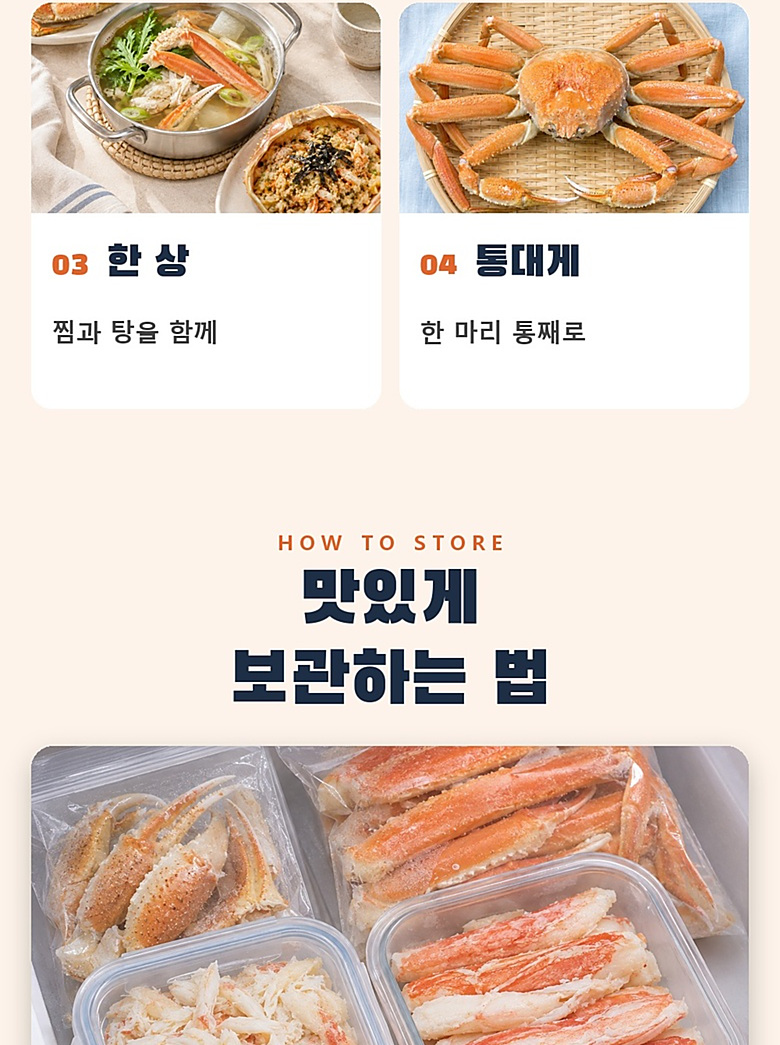 03 한 상
찜과 탕을 함께
04 통대게
한 마리 통째로
HOW TO STORE
맛있게
보관하는 법